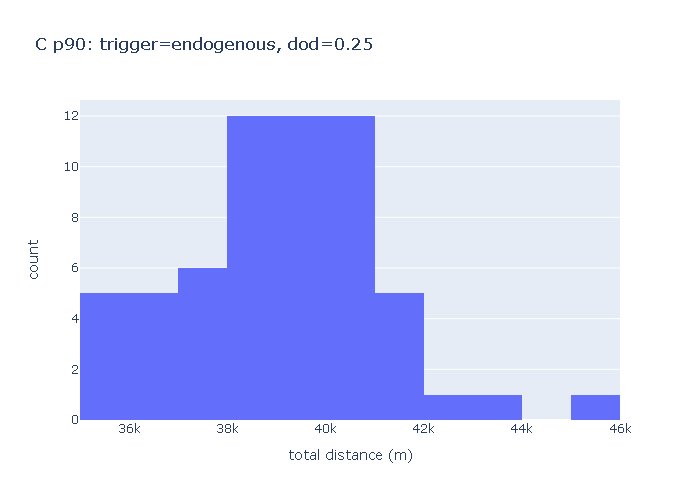 C p90: trigger=endogenous, dod=0.25
12
10
8
6
4
2
0
count
36k 38k 40k 42k 44k 46k
total distance (m)